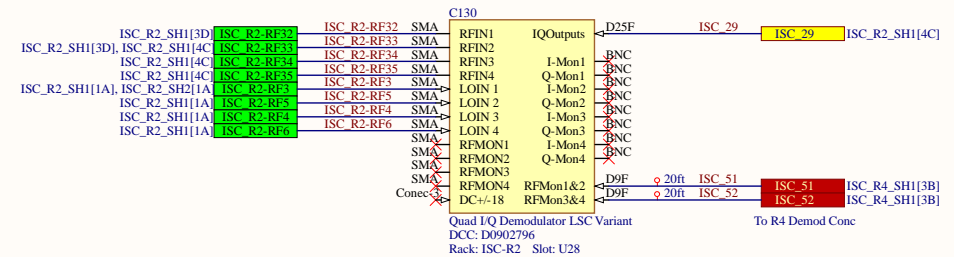 C130
ISC_R2_SH1[3D] ISC_R2-RF32 ISC_R2-RF32 SMA RFIN1 IQOutputs D25F ISC_29 ISC_29 ISC_R2_SH1[4C]
ISC_R2_SH1[3D], ISC_R2_SH1[4C] ISC_R2-RF33 ISC_R2-RF33 SMA RFIN2
ISC_R2_SH1[4C] ISC_R2-RF34 ISC_R2-RF34 SMA RFIN3 I-Mon1 BNC
ISC_R2_SH1[4C] ISC_R2-RF35 ISC_R2-RF35 SMA RFIN4 Q-Mon1 BNC
ISC_R2_SH1[1A], ISC_R2_SH2[1A] ISC_R2-RF3 ISC_R2-RF3 SMA LOIN 1 I-Mon2 BNC
ISC_R2_SH1[1A] ISC_R2-RF5 ISC_R2-RF5 SMA LOIN 2 Q-Mon2 BNC
ISC_R2_SH1[1A] ISC_R2-RF4 ISC_R2-RF4 SMA LOIN 3 I-Mon3 BNC
ISC_R2_SH1[1A] ISC_R2-RF6 ISC_R2-RF6 SMA LOIN 4 Q-Mon3 BNC
SMA RFMON1 I-Mon4 BNC
SMA RFMON2 Q-Mon4 BNC
SMA RFMON3
SMA RFMON4 RFMon1&2 D9F 20ft ISC_51 ISC_51 ISC_R4_SH1[3B]
Conec-3 DC+/-18 RFMon3&4 D9F 20ft ISC_52 ISC_52 ISC_R4_SH1[3B]
Quad I/Q Demodulator LSC Variant To R4 Demod Conc
DCC: D0902796
Rack: ISC-R2 Slot: U28